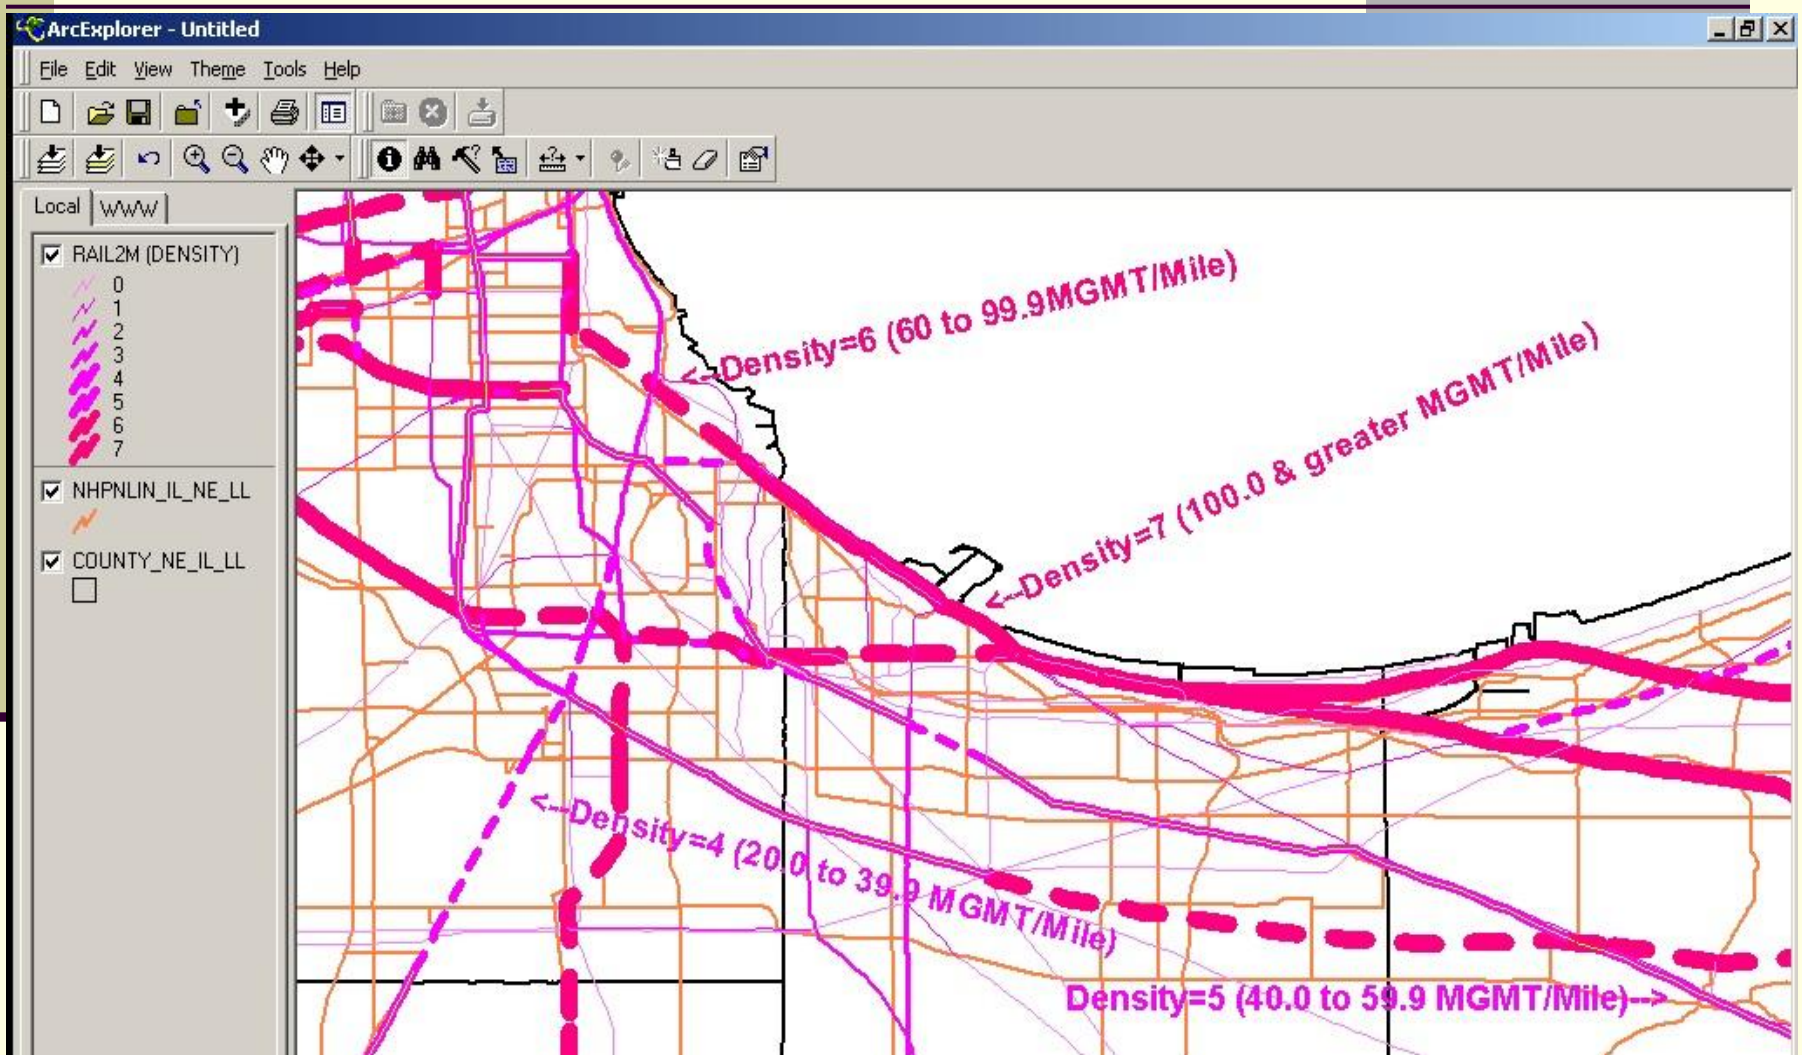 ArcExplorer - Untitled
File Edit View Theme Tools Help
Local WWW
RAIL2M (DENSITY)
0
1
2
3
4
5
6
7
NHPNLIN_IL_NE_LL
COUNTY_NE_IL_LL
<--Density=6 (60 to 99.9MGMT/Mile)
<--Density=7 (100.0 & greater MGMT/Mile)
<--Density=4 (20.0 to 39.9 MGMT/Mile)
Density=5 (40.0 to 59.9 MGMT/Mile)-->